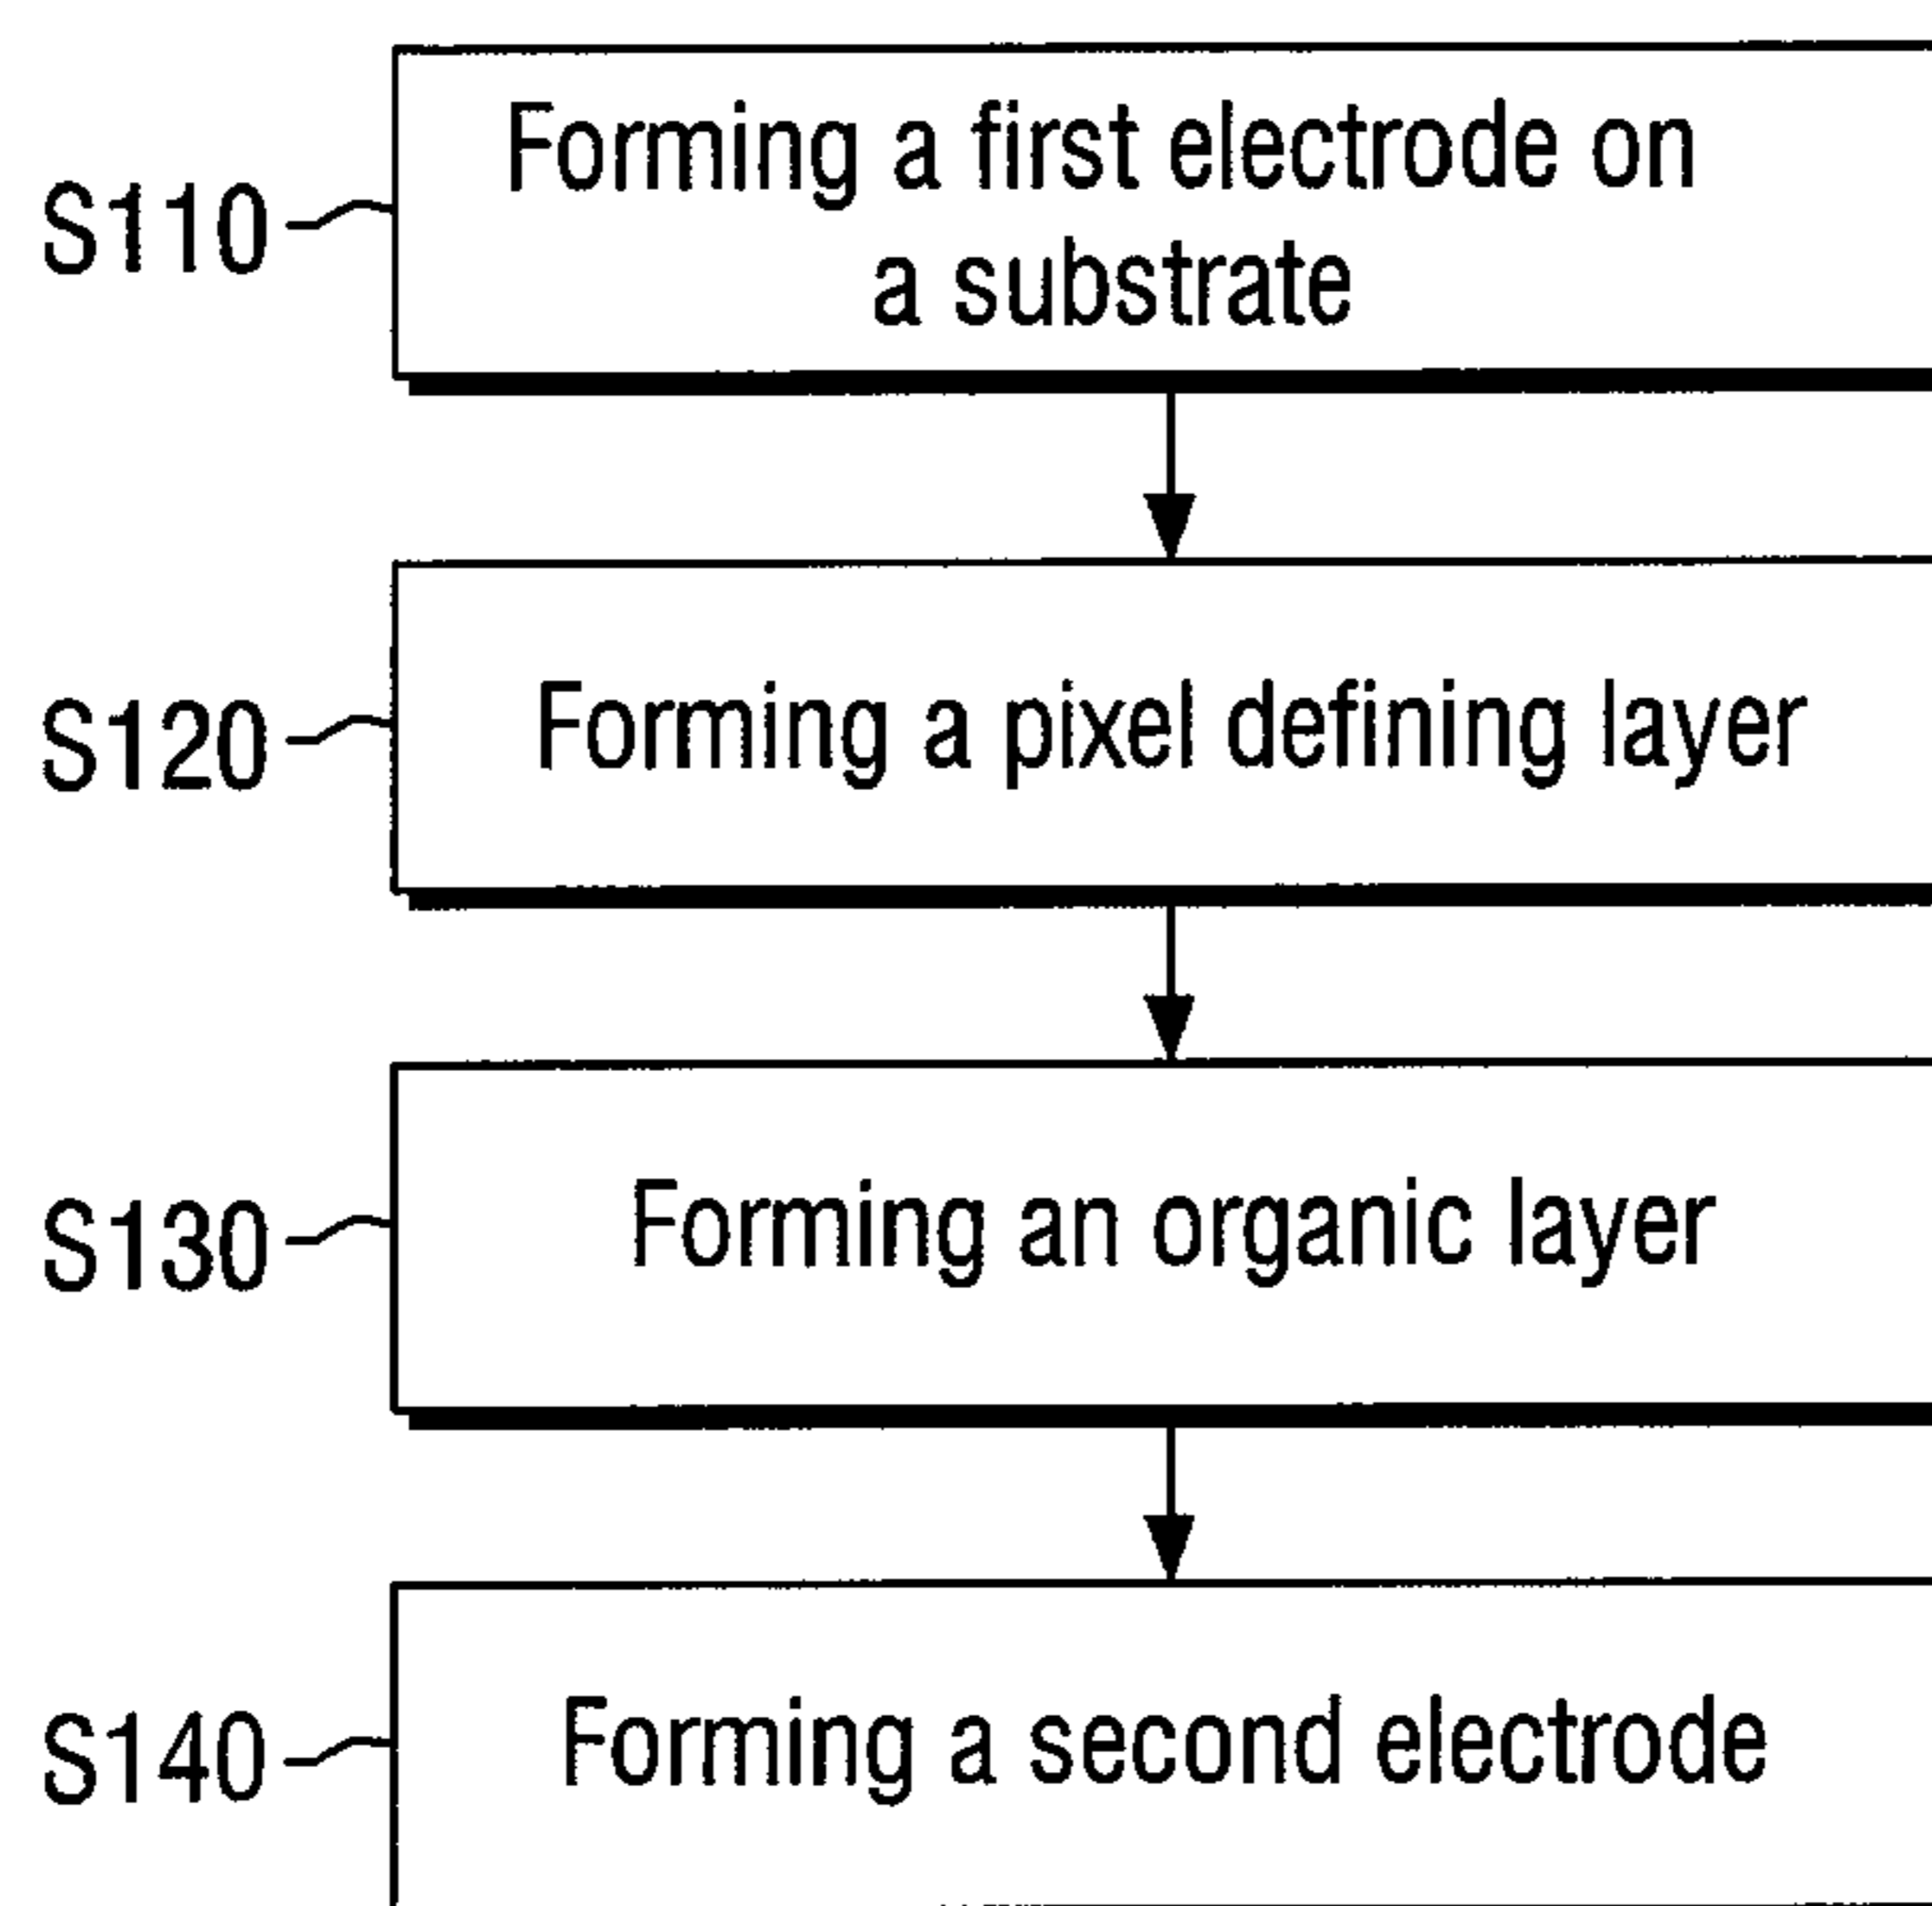 S110
Forming a first electrode on
a substrate
S120
Forming a pixel defining layer
S130
Forming an organic layer
S140
Forming a second electrode